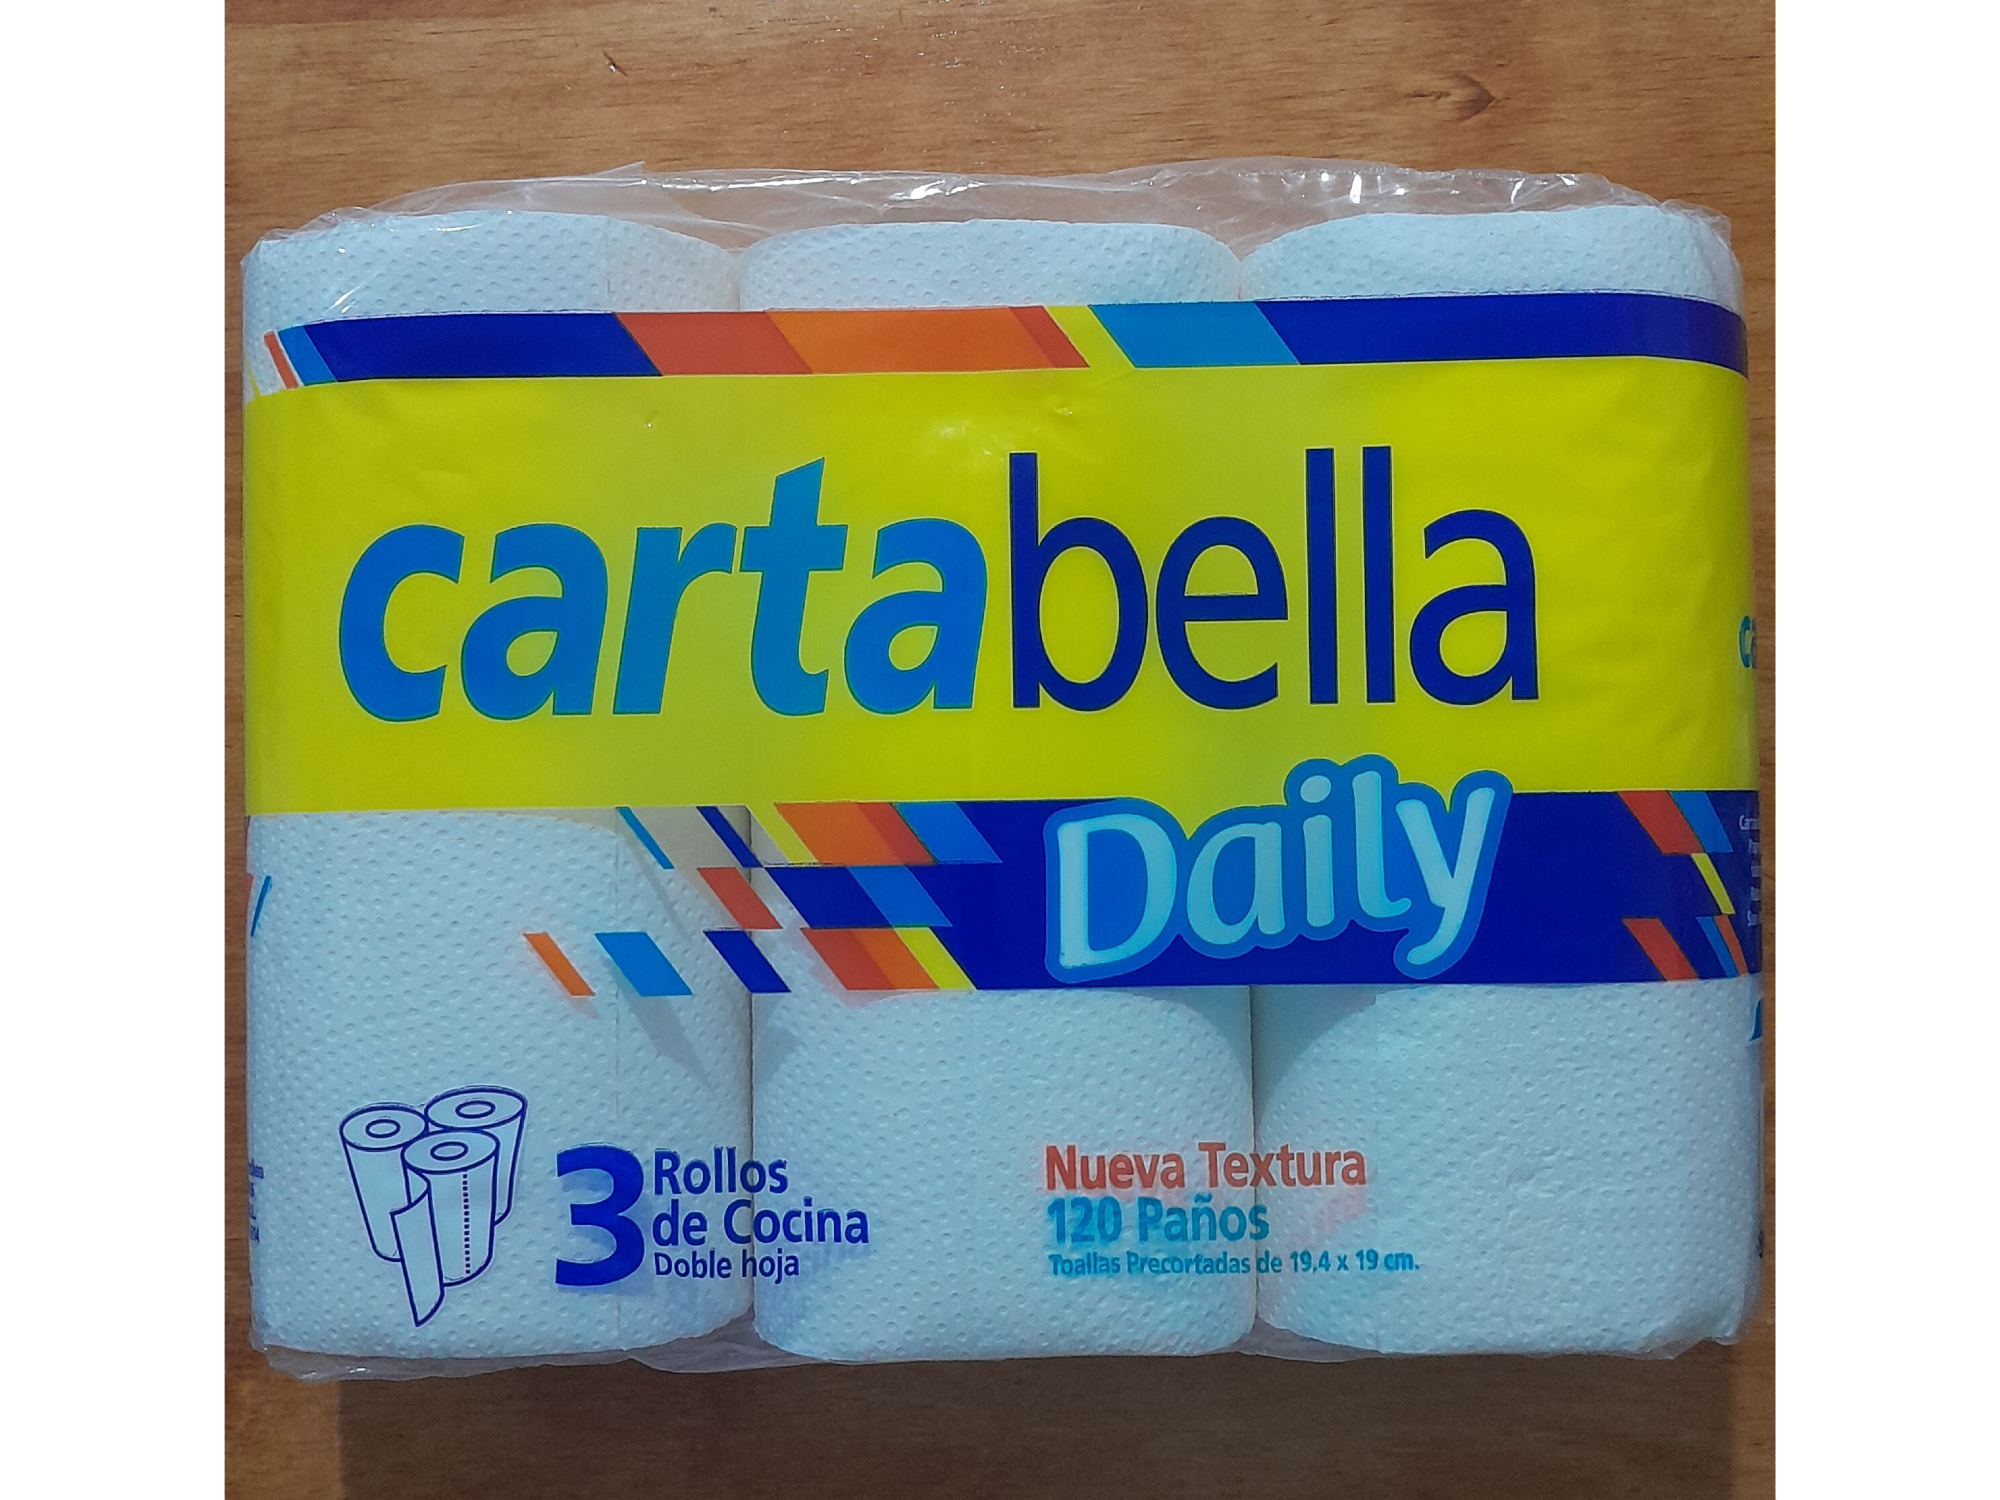 cartabella
Daily
3 Rollos
de Cocina
Doble hoja
Nueva Textura
120 Paños
Toallas Precortadas de 19,4 x 19 cm.